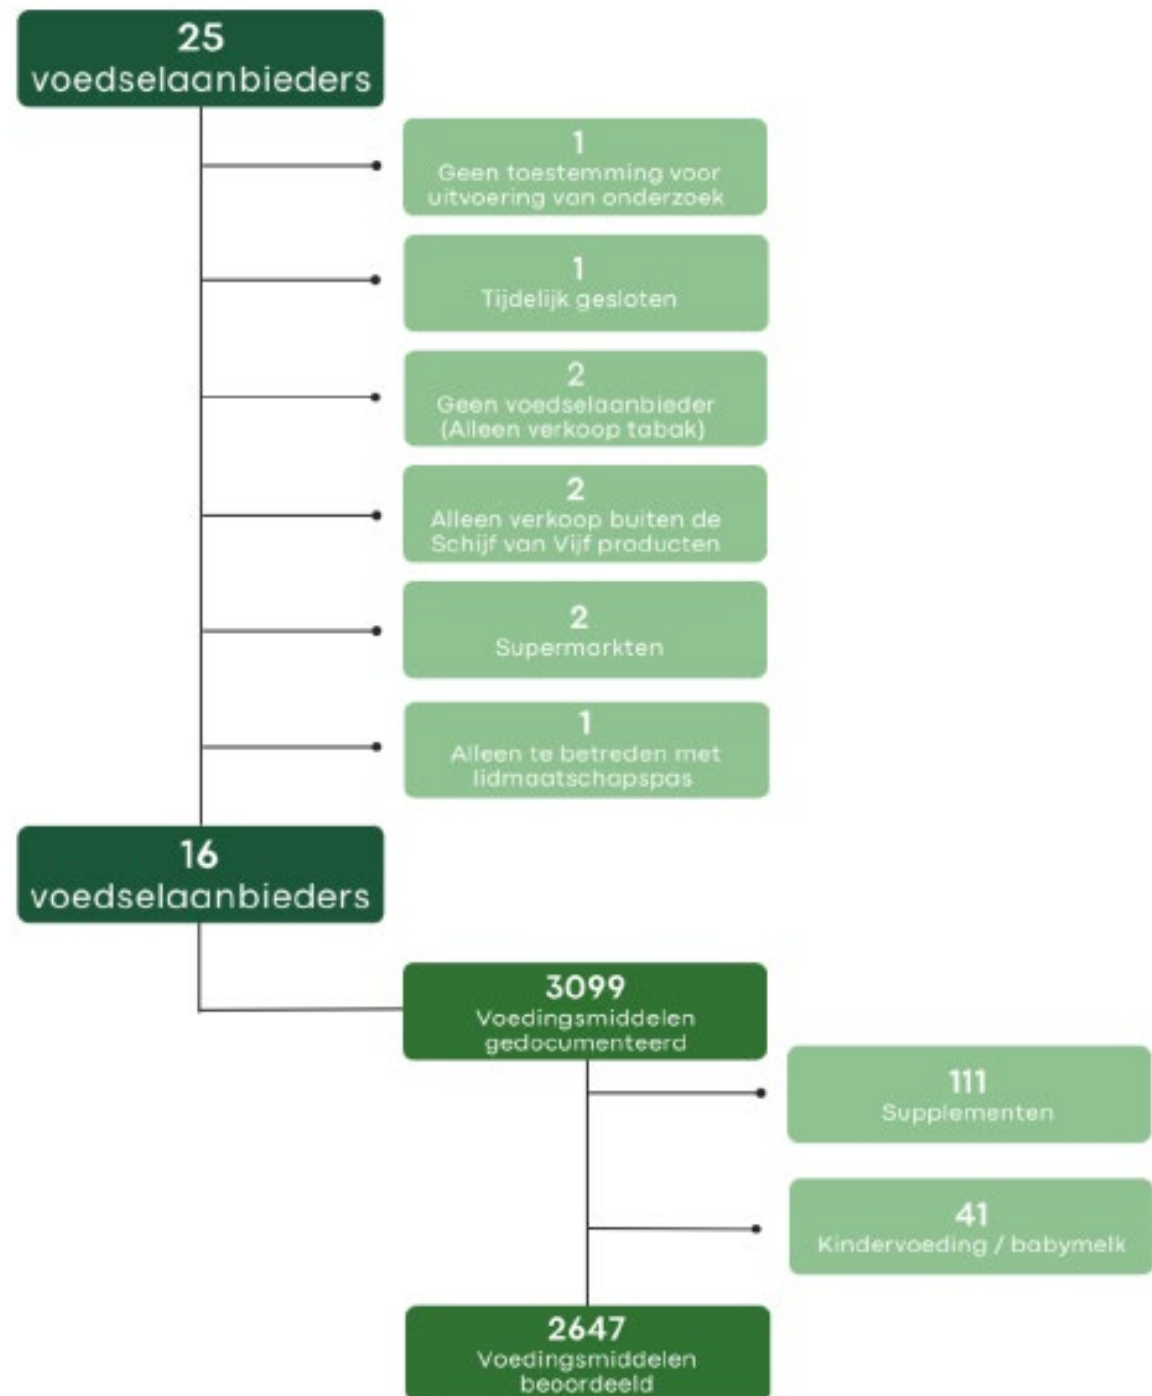 25
voedselaanbieders
1
Geen toestemming voor
uitvoering van onderzoek
1
Tijdelijk gesloten
2
Geen voedselaanbieder
(Alleen verkoop tabak)
2
Alleen verkoop buiten de
Schijf van Vijf producten
2
Supermarkten
1
Alleen te betreden met
lidmaatschapspas
16
voedselaanbieders
3099
Voedingsmiddelen
gedocumenteerd
111
Supplementen
41
Kindervoeding / babymelk
2647
Voedingsmiddelen
beoordeeld